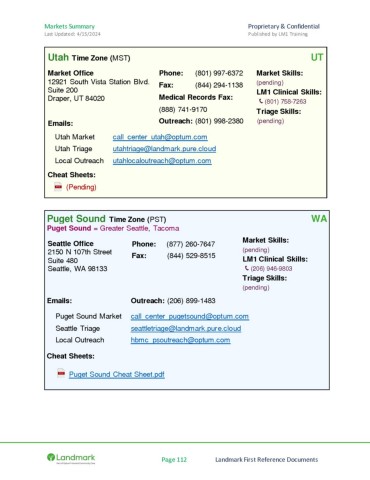 Markets Summary
Proprietary & Confidential
Last Updated: 4/15/2024
Published by LM1 Training
Utah Time Zone (MST)
UT
Market Office
12921 South Vista Station Blvd.
Suite 200
Draper, UT 84020
Phone: (801) 997-6372
Fax: (844) 294-1138
Medical Records Fax:
(888) 741-9170
Outreach: (801) 998-2380
Market Skills:
(pending)
LM1 Clinical Skills:
(801) 758-7263
Triage Skills:
(pending)
Emails:
Utah Market call_center_utah@optum.com
Utah Triage utahtriage@landmark.pure.cloud
Local Outreach utahlocaloutreach@optum.com
Cheat Sheets:
(Pending)
Puget Sound Time Zone (PST)
WA
Puget Sound = Greater Seattle, Tacoma
Seattle Office
2150 N 107th Street
Suite 480
Seattle, WA 98133
Phone: (877) 260-7647
Fax: (844) 529-8515
Market Skills:
(pending)
LM1 Clinical Skills:
(206) 946-9803
Triage Skills:
(pending)
Emails:
Outreach: (206) 899-1483
Puget Sound Market call_center_pugetsound@optum.com
Seattle Triage seattletriage@landmark.pure.cloud
Local Outreach hbmc_psoutreach@optum.com
Cheat Sheets:
Puget Sound Cheat Sheet.pdf
Landmark
Page 112
Landmark First Reference Documents